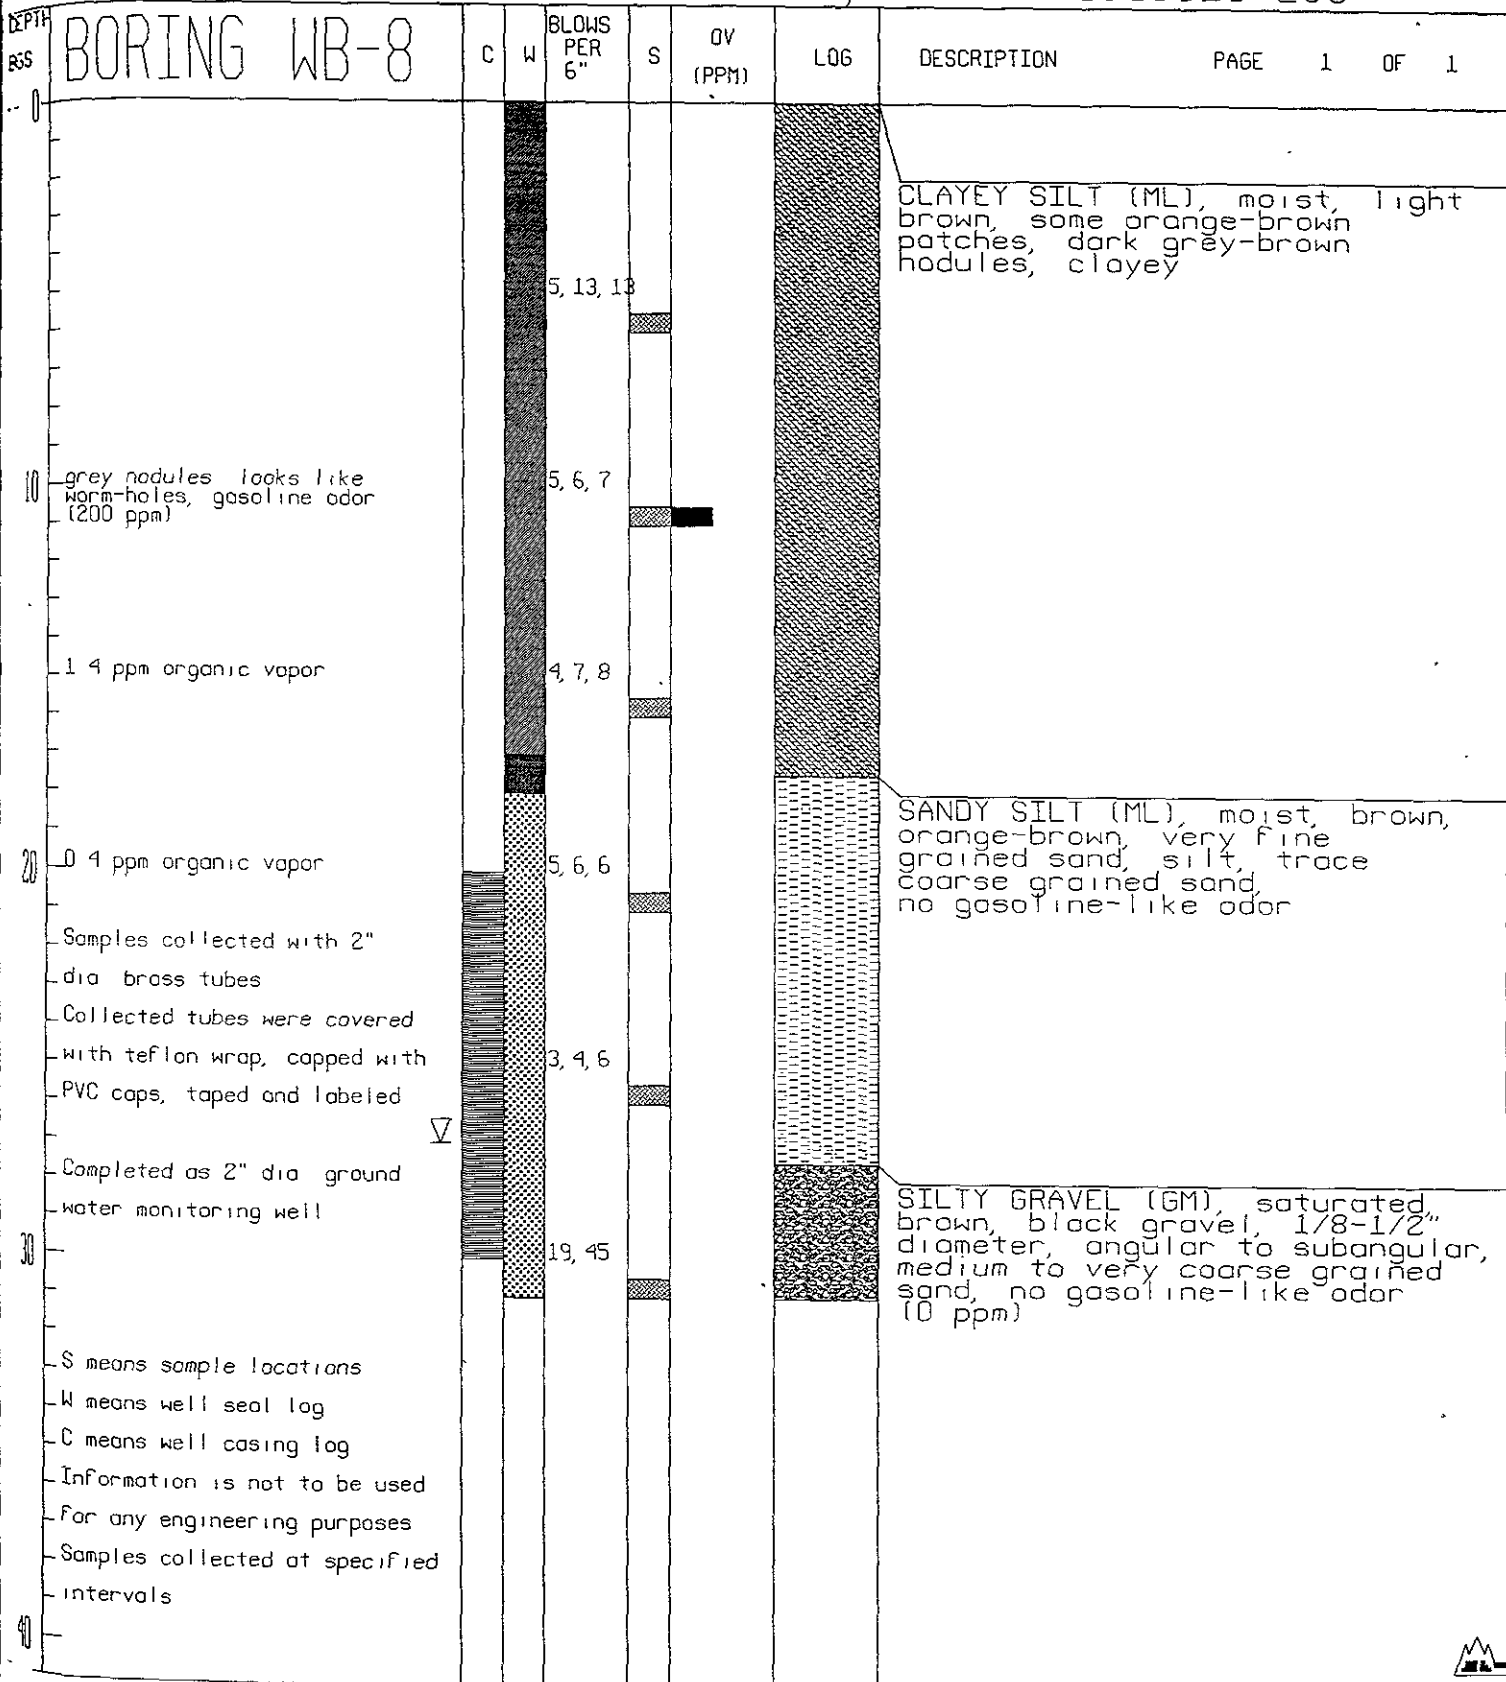 DEPTH
BGS
BORING WB-8
C
W
BLOWS
PER
6"
S
OV
(PPM)
LOG
DESCRIPTION
PAGE 1 OF 1
0
CLAYEY SILT (ML), moist, light
brown, some orange-brown
patches, dark grey-brown
nodules, clayey
5, 13, 13
10
grey nodules looks like
worm-holes, gasoline odor
(200 ppm)
5, 6, 7
1 4 ppm organic vapor
4, 7, 8
SANDY SILT (ML), moist, brown,
orange-brown, very fine
grained sand, silt, trace
coarse grained sand,
no gasoline-like odor
20
0 4 ppm organic vapor
5, 6, 6
Samples collected with 2"
dia brass tubes
Collected tubes were covered
with teflon wrap, capped with
PVC caps, taped and labeled
3, 4, 6
Completed as 2" dia ground
water monitoring well
SILTY GRAVEL (GM), saturated,
brown, black gravel, 1/8-1/2"
diameter, angular to subangular,
medium to very coarse grained
sand, no gasoline-like odor
(0 ppm)
30
19, 45
S means sample locations
W means well seal log
C means well casing log
Information is not to be used
for any engineering purposes
Samples collected at specified
intervals
40